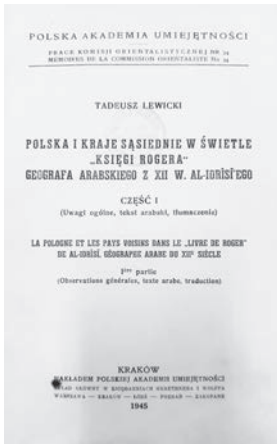 POLSKA AKADEMIA UMIEJĘTNOŚCI
PRACE KOMISJI ORIENTALISTYCZNEJ NR 34
MÉMOIRES DE LA COMMISSION ORIENTALISTE No 34
TADEUSZ LEWICKI
POLSKA I KRAJE SĄSIEDNIE W ŚWIETLE
„KSIĘGI ROGERA”
GEOGRAFA ARABSKIEGO Z XII W. AL-IDRĪSĪ'EGO
CZĘŚĆ I
(Uwagi ogólne, tekst arabski, tłumaczenie)
LA POLOGNE ET LES PAYS VOISINS DANS LE „LIVRE DE ROGER”
DE AL-IDRĪSĪ, GÉOGRAPHE ARABE DU XIIe SIÈCLE
Ière partie
(Observations générales, texte arabe, traduction)
KRAKÓW
NAKŁADEM POLSKIEJ AKADEMII UMIEJĘTNOŚCI
SKŁAD GŁÓWNY W KSIĘGARNIACH GEBETHNERA I WOLFFA
WARSZAWA — KRAKÓW — ŁÓDŹ — POZNAŃ — ZAKOPANE
1945